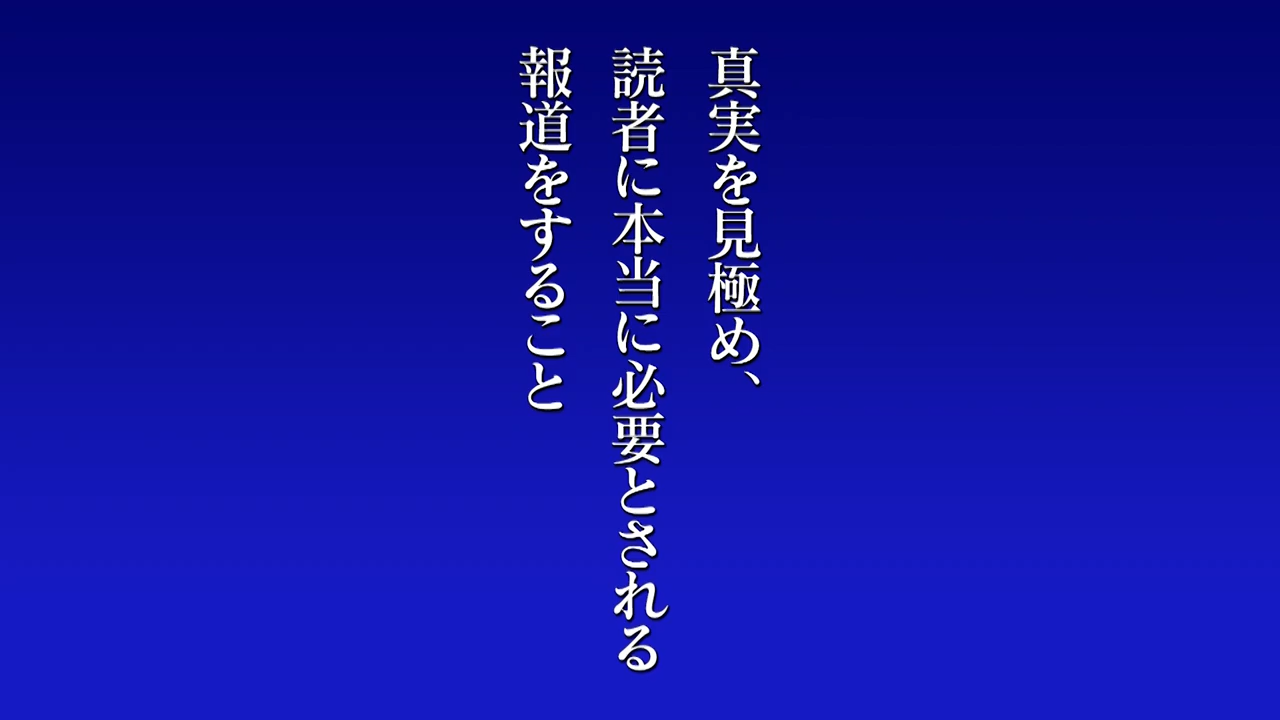 真実を見極め、
読者に本当に必要とされる
報道をすること